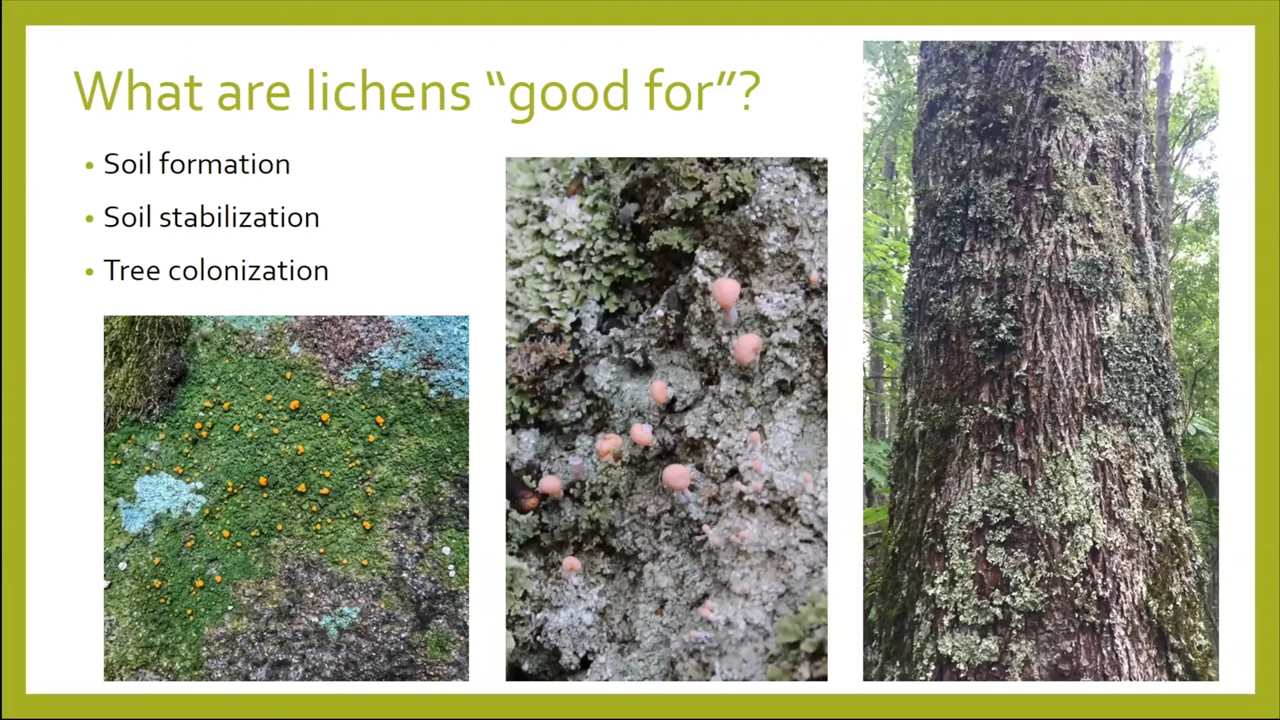 What are lichens “good for”?
• Soil formation
• Soil stabilization
• Tree colonization